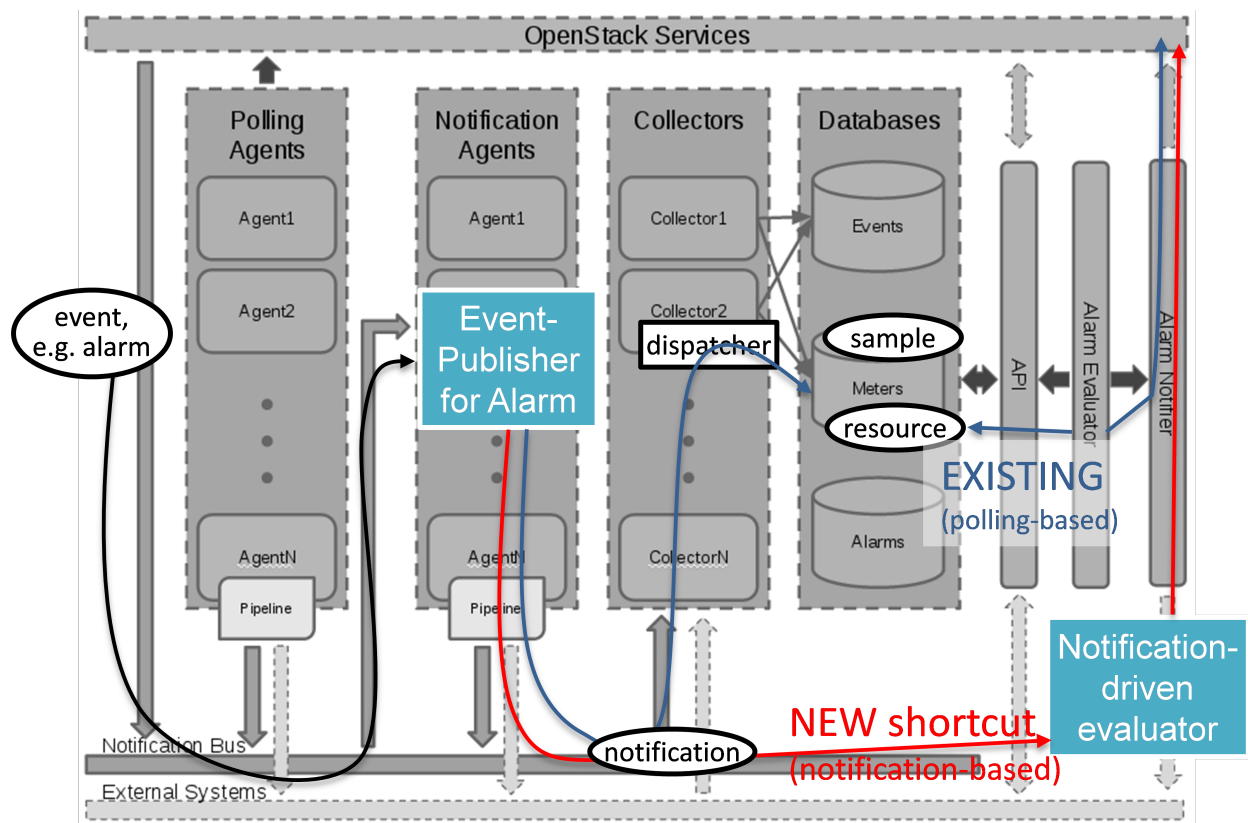 OpenStack Services
Polling
Agents
Agent1
Agent2
AgentN
Pipeline
Notification
Agents
Agent1
Event-
Publisher
for Alarm
AgentN
Pipeline
Collectors
Collector1
Collector2
dispatcher
CollectorN
Databases
Events
sample
Meters
resource
Alarms
API
Alarm Evaluator
Alarm Notifier
event,
e.g. alarm
EXISTING
(polling-based)
Notification-
driven
evaluator
NEW shortcut
(notification-based)
notification
Notification Bus
External Systems